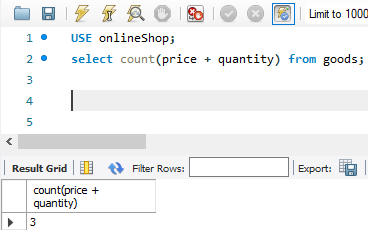 Limit to 1000
1 USE onlineShop;
2 select count(price + quantity) from goods;
3
4
5
Result Grid Filter Rows: Export:
count(price +
quantity)
3